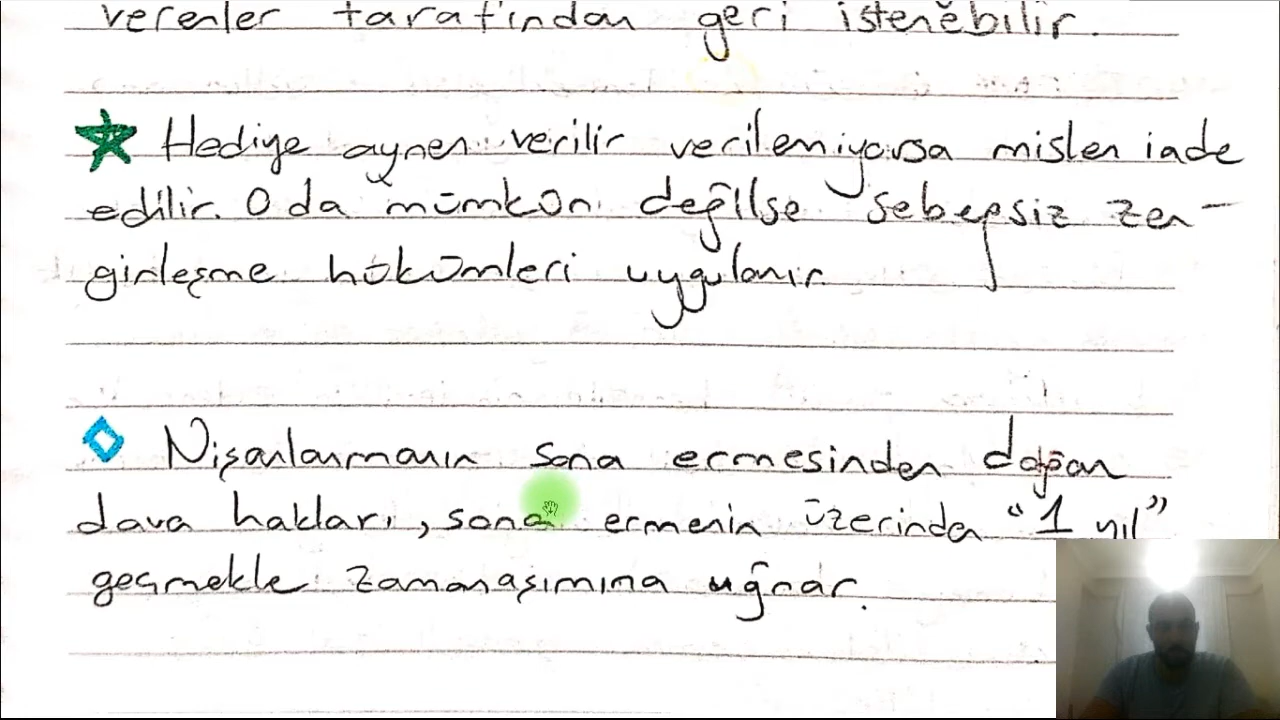 verenler tarafından geri istenebilir.
Hediye aynen verilir verilemiyorsa mislen iade
edilir. O da mümkün değilse sebepsiz zen-
ginleşme hükümleri uygulanır.
Nişanlanmanın sona ermesinden doğan
dava hakları, sona ermenin üzerinden "1 yıl"
geçmekle zamanaşımına uğrar.